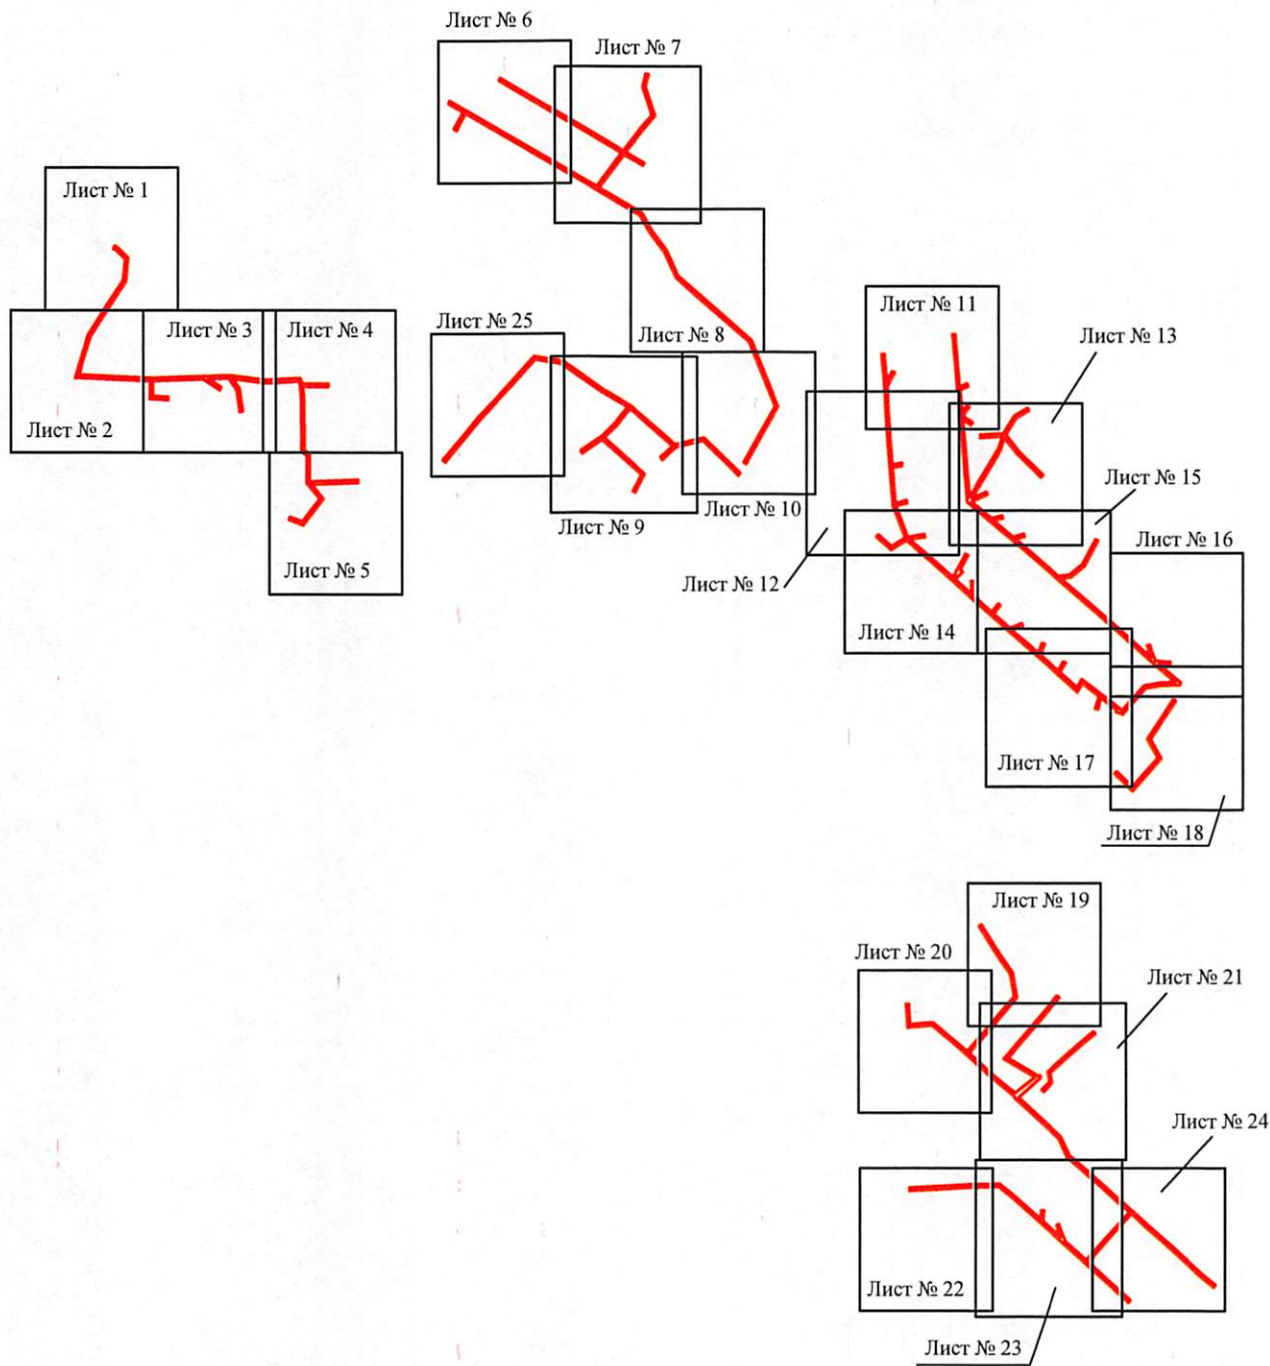 Лист № 6
Лист № 7
Лист № 1
Лист № 11
Лист № 25
Лист № 3
Лист № 4
Лист № 8
Лист № 13
Лист № 2
Лист № 15
Лист № 10
Лист № 9
Лист № 16
Лист № 5
Лист № 12
Лист № 14
Лист № 17
Лист № 18
Лист № 19
Лист № 20
Лист № 21
Лист № 24
Лист № 22
Лист № 23